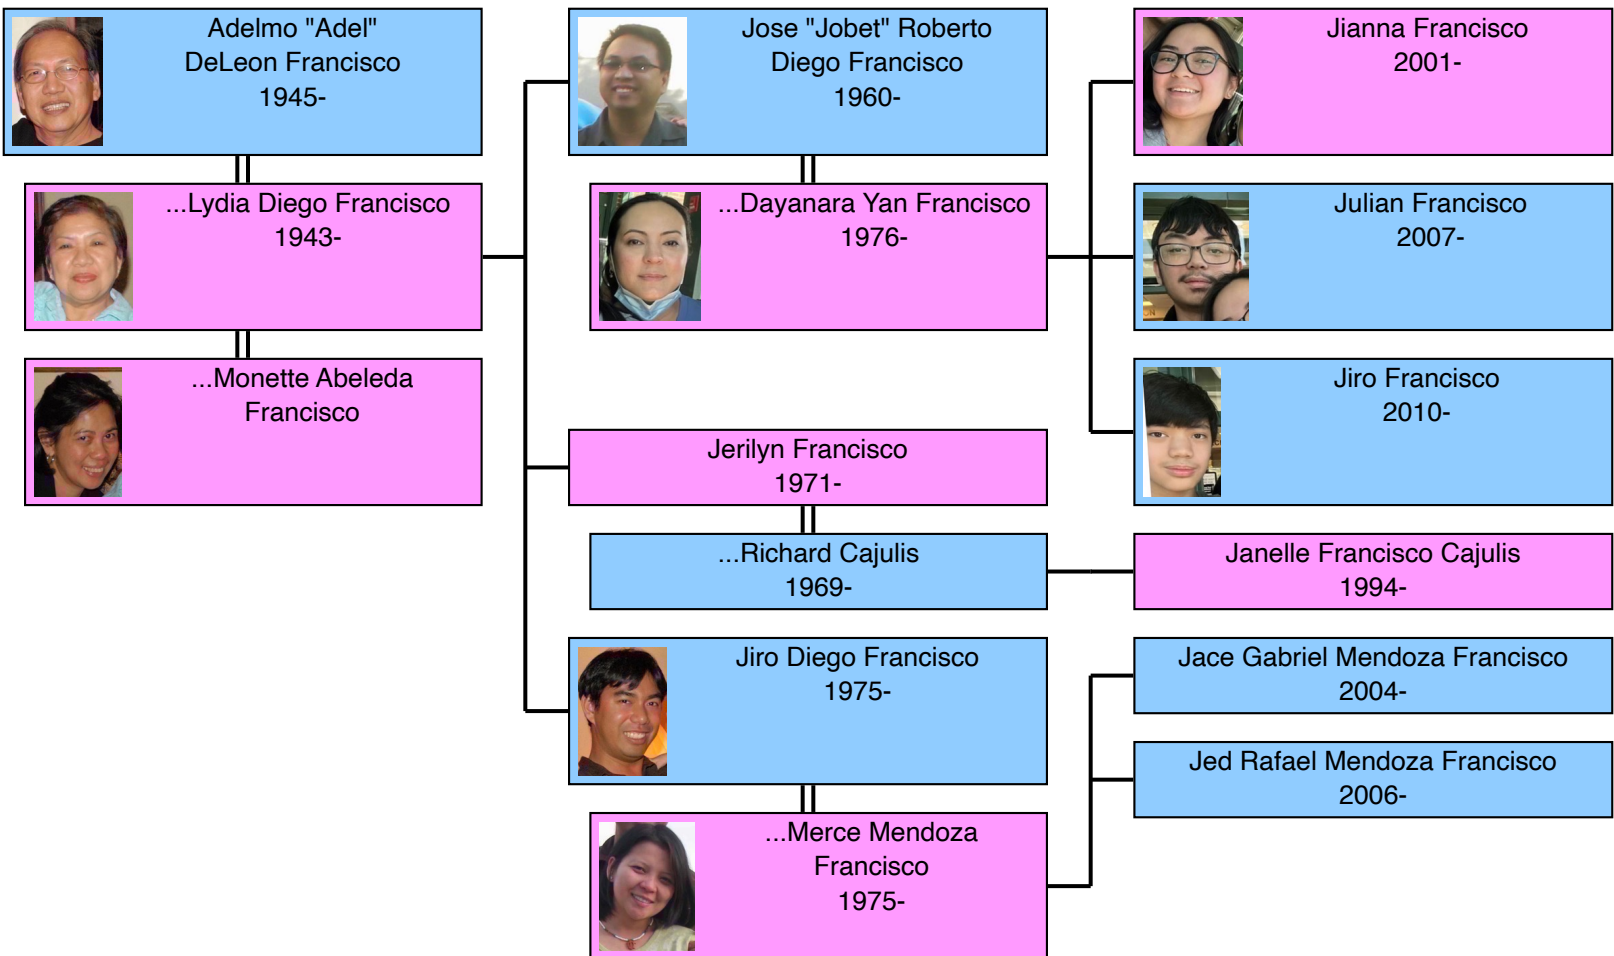 Adelmo "Adel"
DeLeon Francisco
1945-
...Lydia Diego Francisco
1943-
...Monette Abeleda
Francisco
Jose "Jobet" Roberto
Diego Francisco
1960-
...Dayanara Yan Francisco
1976-
Jerilyn Francisco
1971-
...Richard Cajulis
1969-
Jiro Diego Francisco
1975-
...Merce Mendoza
Francisco
1975-
Jianna Francisco
2001-
Julian Francisco
2007-
Jiro Francisco
2010-
Janelle Francisco Cajulis
1994-
Jace Gabriel Mendoza Francisco
2004-
Jed Rafael Mendoza Francisco
2006-